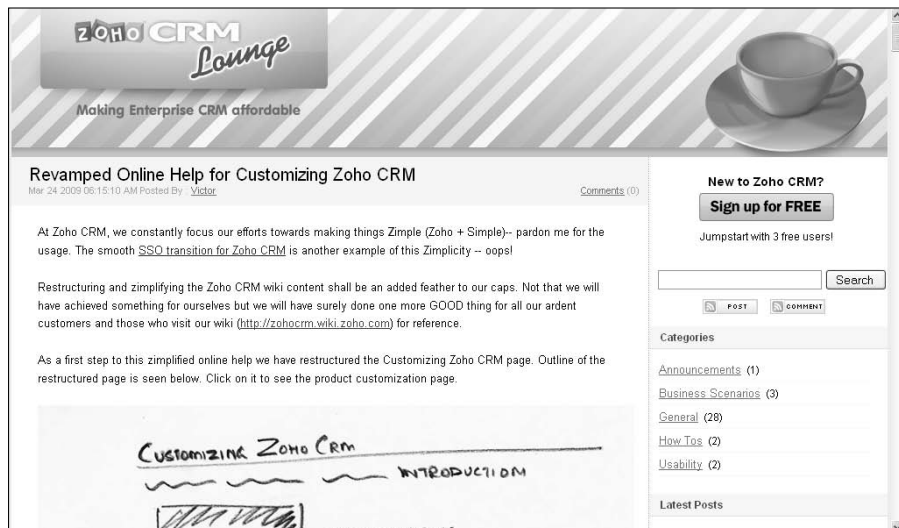 ZOHO CRM
Lounge
Making Enterprise CRM affordable
Revamped Online Help for Customizing Zoho CRM
Mar 24 2009 06:15:10 AM Posted By : Victor
Comments (0)
At Zoho CRM, we constantly focus our efforts towards making things Zimple (Zoho + Simple)-- pardon me for the
usage. The smooth SSO transition for Zoho CRM is another example of this Zimplicity -- oops!
Restructuring and zimplifying the Zoho CRM wiki content shall be an added feather to our caps. Not that we will
have achieved something for ourselves but we will have surely done one more GOOD thing for all our ardent
customers and those who visit our wiki (http://zohocrm.wiki.zoho.com) for reference.
As a first step to this zimplified online help we have restructured the Customizing Zoho CRM page. Outline of the
restructured page is seen below. Click on it to see the product customization page.
CUSTOMIZING ZOHO CRM
INTRODUCTION
New to Zoho CRM?
Sign up for FREE
Jumpstart with 3 free users!
Search
POST
COMMENT
Categories
Announcements (1)
Business Scenarios (3)
General (28)
How Tos (2)
Usability (2)
Latest Posts